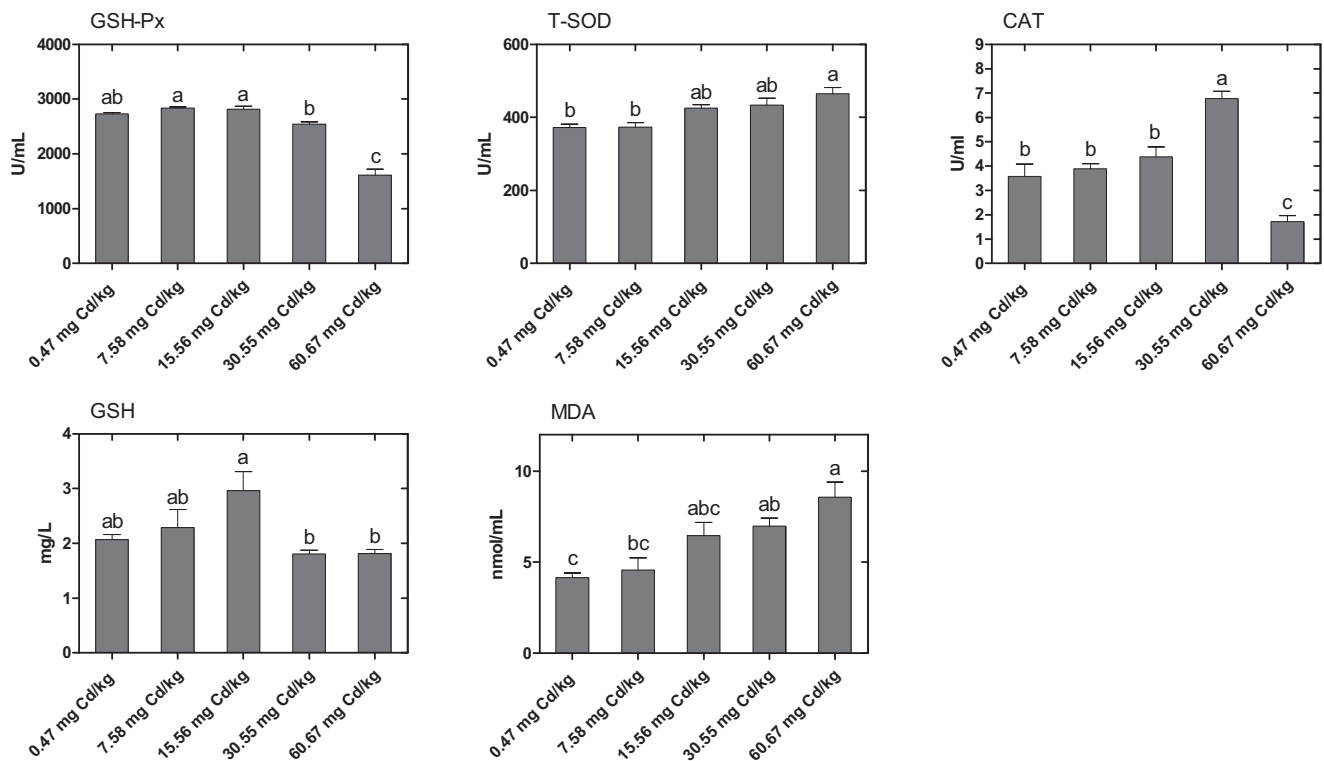 GSH-Px
4000
3000
2000
1000
0
U/mL
ab
a
a
b
c
0.47 mg Cd/kg
7.58 mg Cd/kg
15.56 mg Cd/kg
30.55 mg Cd/kg
60.67 mg Cd/kg
T-SOD
600
400
200
0
U/mL
b
b
ab
ab
a
0.47 mg Cd/kg
7.58 mg Cd/kg
15.56 mg Cd/kg
30.55 mg Cd/kg
60.67 mg Cd/kg
CAT
9
8
7
6
5
4
3
2
1
0
U/ml
b
b
b
a
c
0.47 mg Cd/kg
7.58 mg Cd/kg
15.56 mg Cd/kg
30.55 mg Cd/kg
60.67 mg Cd/kg
GSH
4
3
2
1
0
mg/L
ab
ab
a
b
b
0.47 mg Cd/kg
7.58 mg Cd/kg
15.56 mg Cd/kg
30.55 mg Cd/kg
60.67 mg Cd/kg
MDA
10
5
0
nmol/mL
c
bc
abc
ab
a
0.47 mg Cd/kg
7.58 mg Cd/kg
15.56 mg Cd/kg
30.55 mg Cd/kg
60.67 mg Cd/kg